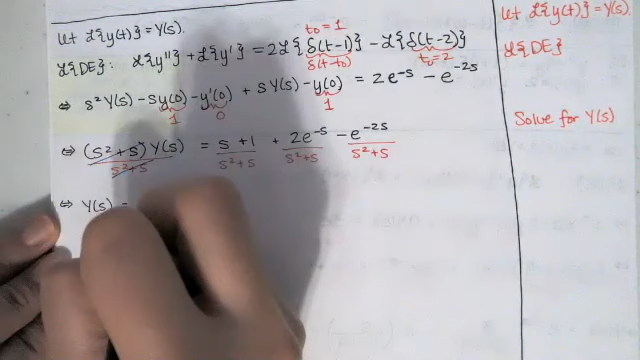 let ℒ{y(t)} = Y(s).
ℒ{DE}: ℒ{y''} + ℒ{y'} = 2ℒ{δ(t-1)} - ℒ{δ(t-2)}
t₀ = 1
δ(t-t₀)
t₀ = 2
⇔ s²Y(s) - sy(0) - y'(0) + sY(s) - y(0) = 2e^-s - e^-2s
1 0 1
⇔ (s²+s) Y(s) = s+1 + 2e^-s - e^-2s
s²+s s²+s s²+s s²+s
⇔ Y(s) =
Let ℒ{y(t)} = Y(s).
ℒ{DE}
Solve for Y(s)